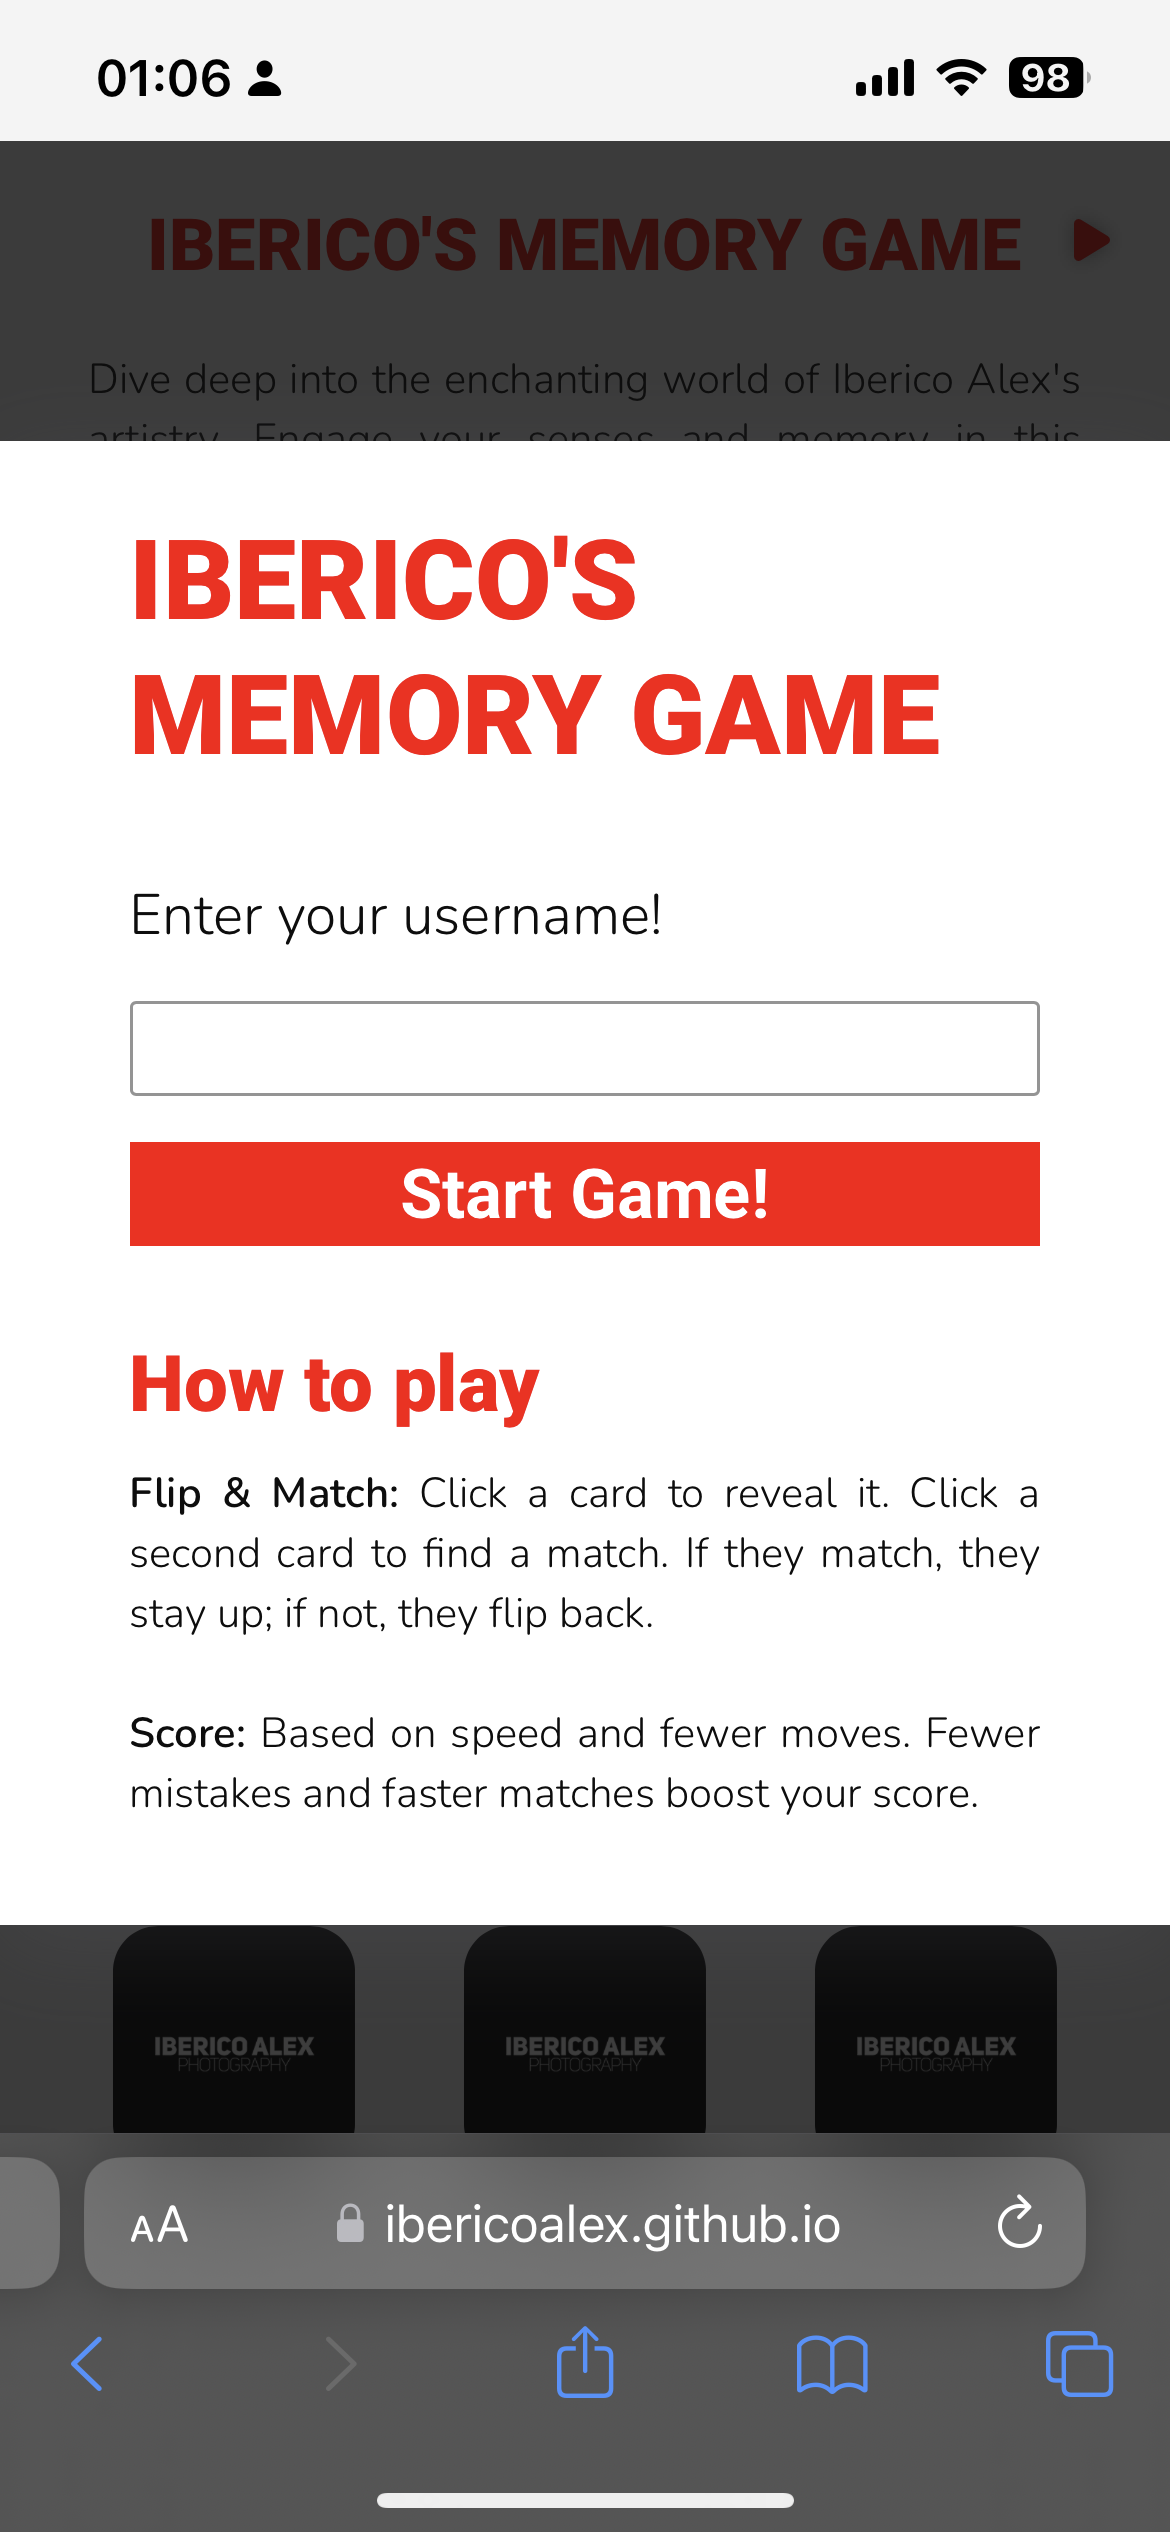 01:06
98
IBERICO'S MEMORY GAME
Dive deep into the enchanting world of Iberico Alex's
artistry. Engage your senses and memory in this
IBERICO'S
MEMORY GAME
Enter your username!
Start Game!
How to play
Flip & Match: Click a card to reveal it. Click a
second card to find a match. If they match, they
stay up; if not, they flip back.
Score: Based on speed and fewer moves. Fewer
mistakes and faster matches boost your score.
IBERICO ALEX IBERICO ALEX IBERICO ALEX
PHOTOGRAPHY PHOTOGRAPHY PHOTOGRAPHY
AA ibericoalex.github.io